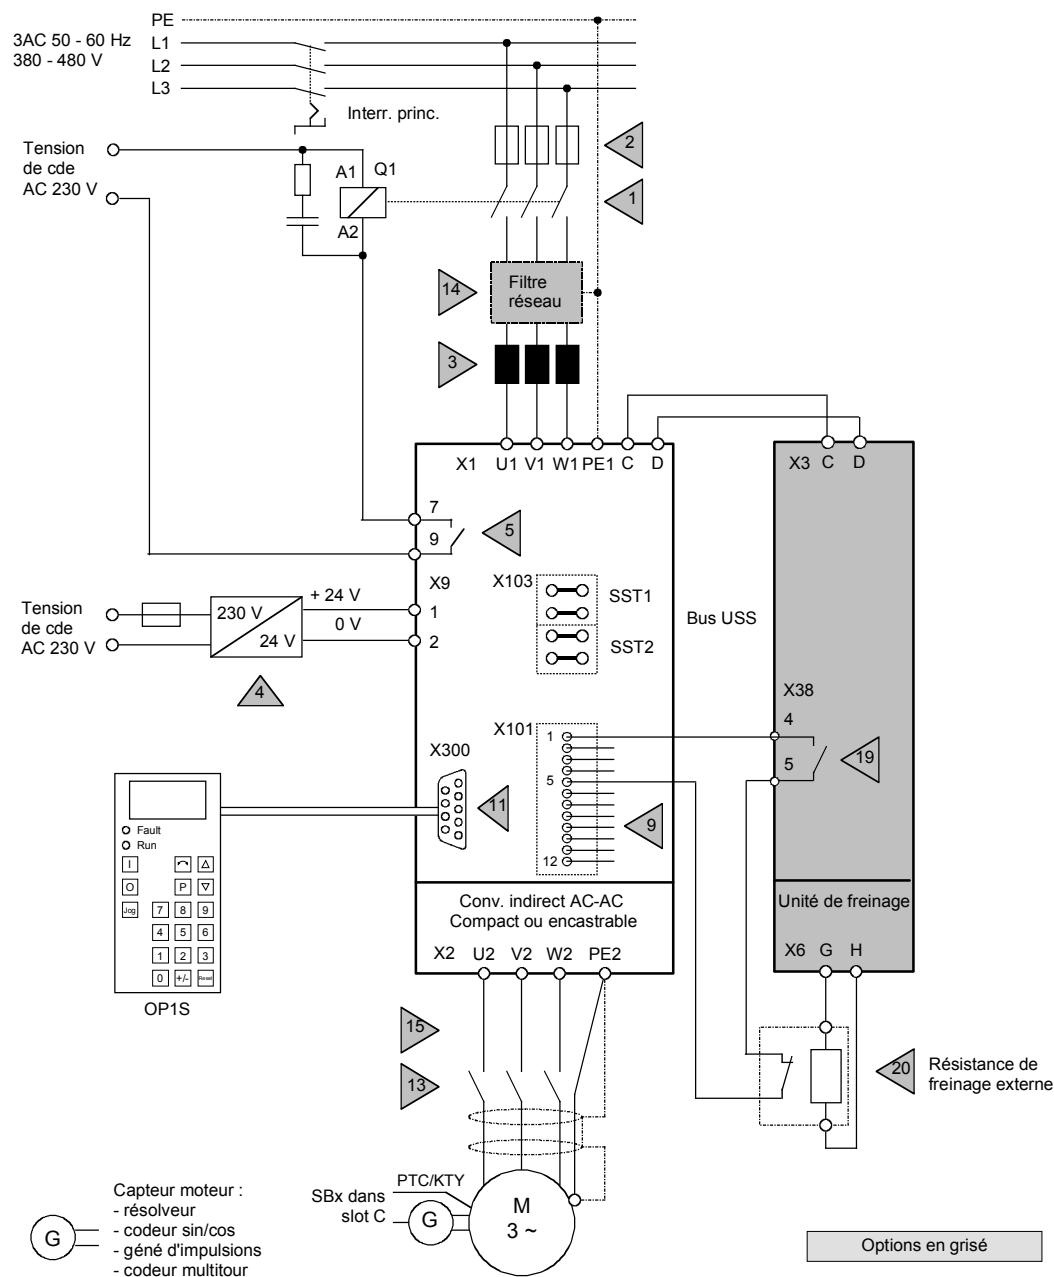 PE
3AC 50 - 60 Hz
380 - 480 V
L1
L2
L3
Interr. princ.
Tension
de cde
AC 230 V
A1
Q1
A2
2
1
14
Filtre
réseau
3
X1 U1 V1 W1 PE1 C D
X3 C D
7
9
5
X9
+ 24 V
1
0 V
2
Tension
de cde
AC 230 V
230 V
24 V
4
X103
SST1
SST2
Bus USS
X38
4
5
19
X101
1
5
12
9
X300
11
Fault
Run
I
O
P
Jog
7 8 9
4 5 6
1 2 3
0 +/- Reset
OP1S
Conv. indirect AC-AC
Compact ou encastrable
X2 U2 V2 W2 PE2
Unité de freinage
X6 G H
15
13
20
Résistance de
freinage externe
PTC/KTY
SBx dans
slot C
G
M
3 ~
G
Capteur moteur :
- résolveur
- codeur sin/cos
- géné d'impulsions
- codeur multitour
Options en grisé